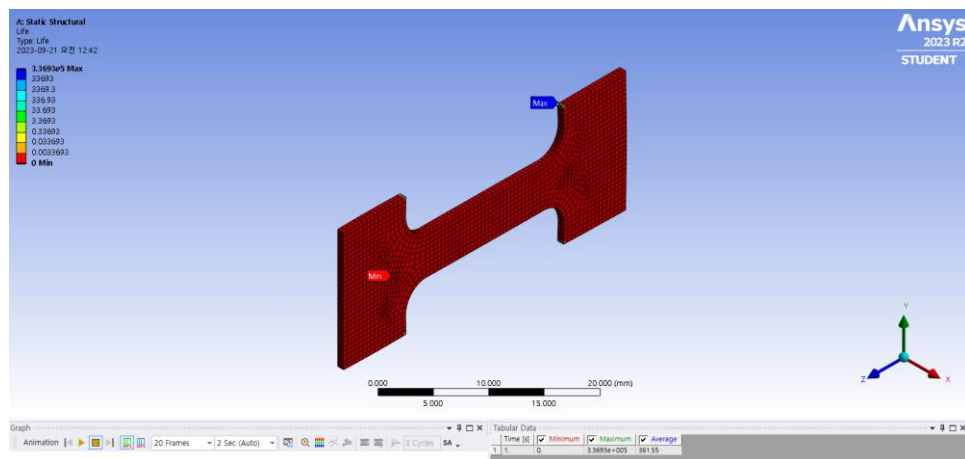 A: Static Structural
Life
Type: Life
2023-09-21 오전 12:42
3.3693e5 Max
33693
3369.3
336.93
33.693
3.3693
0.33693
0.033693
0.0033693
0 Min
Ansys
2023 R2
STUDENT
Max
Min
0.000
10.000
20.000 (mm)
5.000
15.000
Y
Z
X
Graph
Animation
20 Frames
2 Sec (Auto)
3 Cycles
SA
Tabular Data
Time [s] Minimum Maximum Average
1 1. 0. 3.3693e+005 361.55